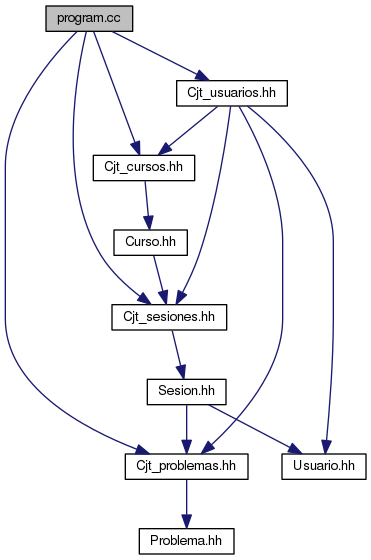 program.cc
Cjt_usuarios.hh
Cjt_cursos.hh
Curso.hh
Cjt_sesiones.hh
Sesion.hh
Cjt_problemas.hh
Usuario.hh
Problema.hh